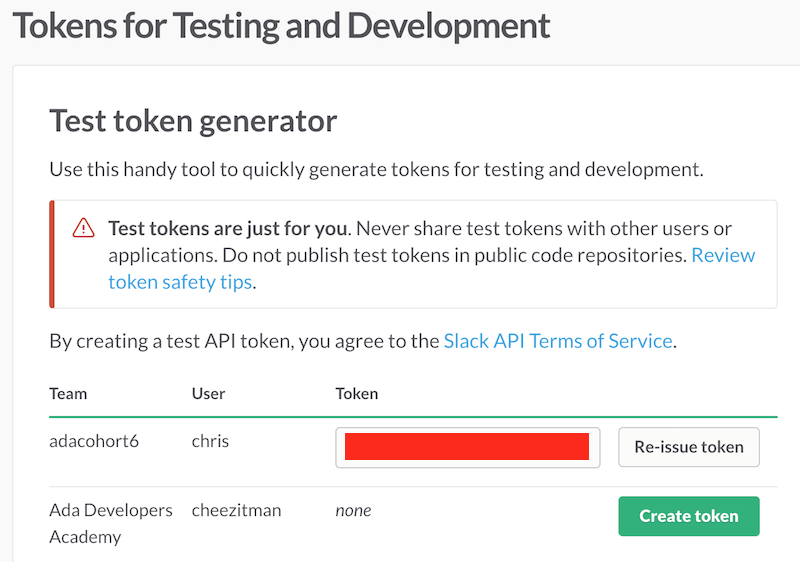 Tokens for Testing and Development
Test token generator
Use this handy tool to quickly generate tokens for testing and development.
Test tokens are just for you. Never share test tokens with other users or
applications. Do not publish test tokens in public code repositories. Review
token safety tips.
By creating a test API token, you agree to the Slack API Terms of Service.
Team User Token
adacohort6 chris Re-issue token
Ada Developers cheezitman none Create token
Academy